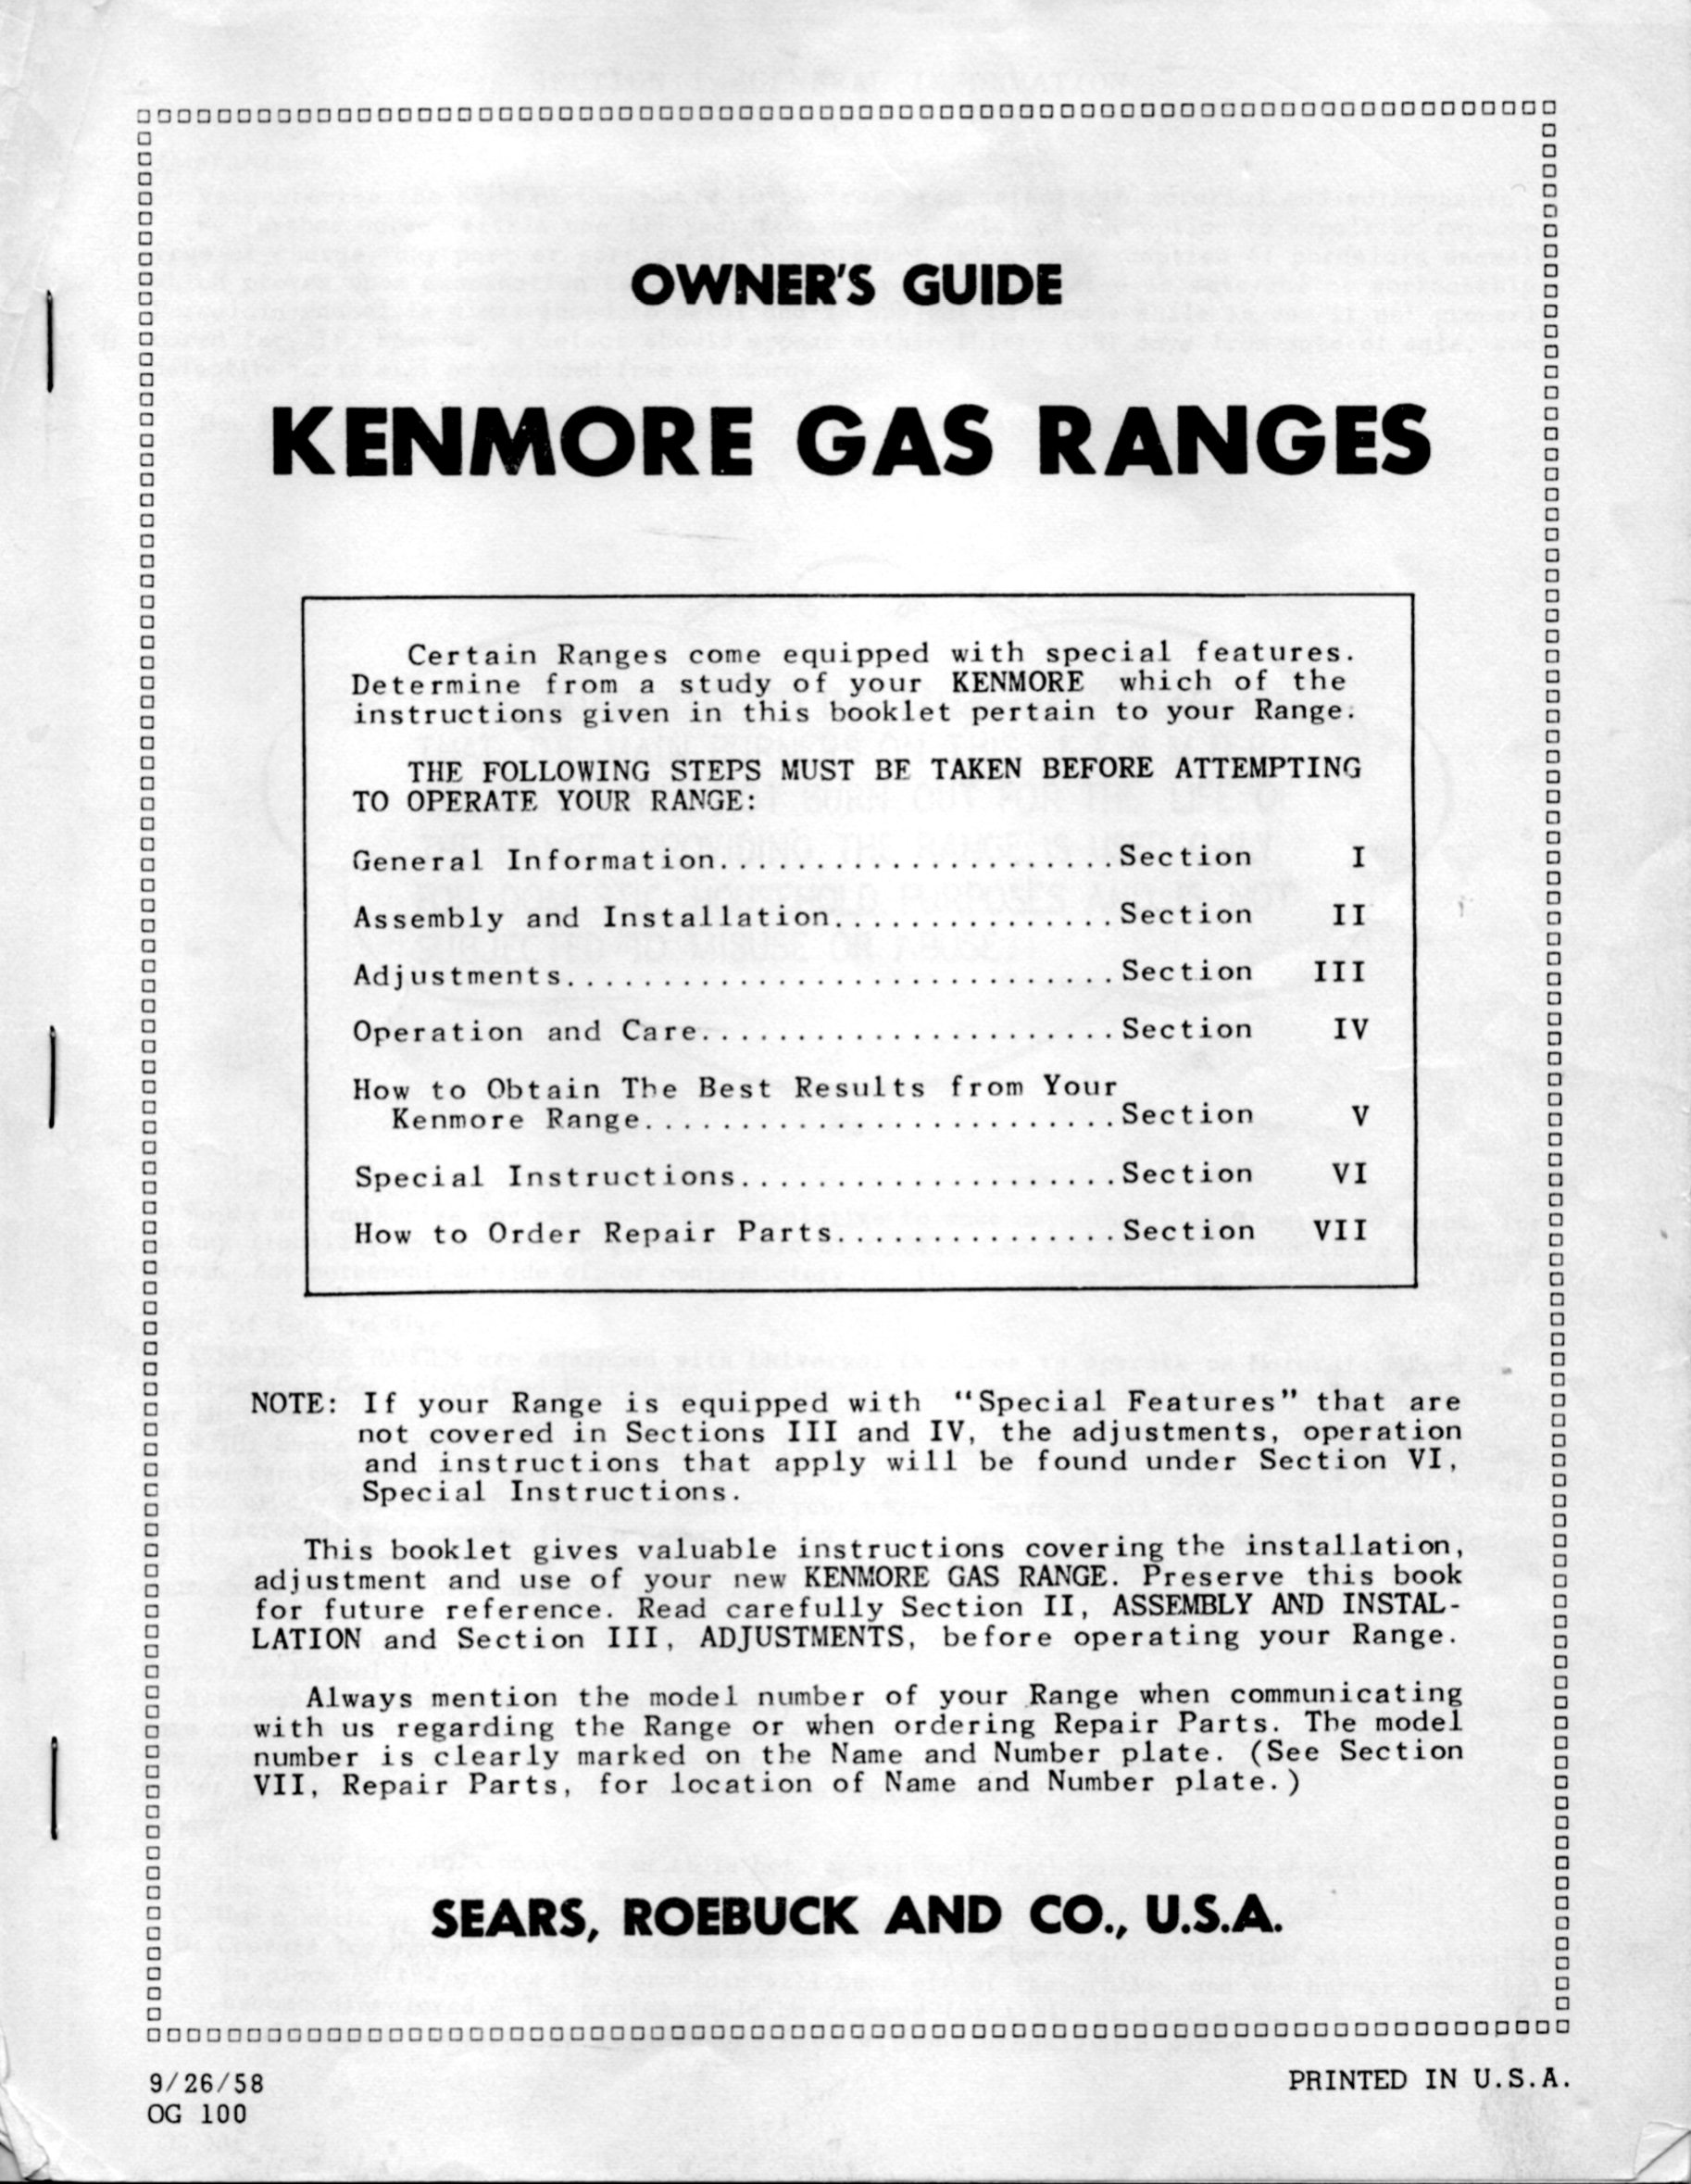 OWNER'S GUIDE
KENMORE GAS RANGES
Certain Ranges come equipped with special features.
Determine from a study of your KENMORE which of the
instructions given in this booklet pertain to your Range.
THE FOLLOWING STEPS MUST BE TAKEN BEFORE ATTEMPTING
TO OPERATE YOUR RANGE:
General Information.....................Section I
Assembly and Installation...............Section II
Adjustments.............................Section III
Operation and Care......................Section IV
How to Obtain The Best Results from Your
Kenmore Range.........................Section V
Special Instructions....................Section VI
How to Order Repair Parts...............Section VII
NOTE: If your Range is equipped with "Special Features" that are
not covered in Sections III and IV, the adjustments, operation
and instructions that apply will be found under Section VI,
Special Instructions.
This booklet gives valuable instructions covering the installation,
adjustment and use of your new KENMORE GAS RANGE. Preserve this book
for future reference. Read carefully Section II, ASSEMBLY AND INSTAL-
LATION and Section III, ADJUSTMENTS, before operating your Range.
Always mention the model number of your Range when communicating
with us regarding the Range or when ordering Repair Parts. The model
number is clearly marked on the Name and Number plate. (See Section
VII, Repair Parts, for location of Name and Number plate.)
SEARS, ROEBUCK AND CO., U.S.A.
9/26/58
OG 100
PRINTED IN U.S.A.